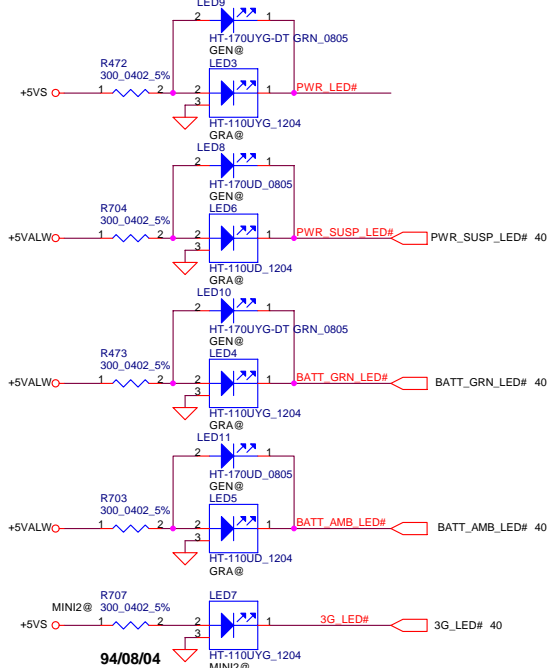 LED9
2 1
HT-170UYG-DT GRN_0805
GEN@
R472
300_0402_5%
LED3
+5VS 1 2 2 1 PWR_LED#
3
HT-110UYG_1204
GRA@
LED8
2 1
HT-170UD_0805
GEN@
R704
300_0402_5%
LED6
+5VALW 1 2 2 1 PWR_SUSP_LED# PWR_SUSP_LED# 40
3
HT-110UD_1204
GRA@
LED10
2 1
HT-170UYG-DT GRN_0805
GEN@
R473
300_0402_5%
LED4
+5VALW 1 2 2 1 BATT_GRN_LED# BATT_GRN_LED# 40
3
HT-110UYG_1204
GRA@
LED11
2 1
HT-170UD_0805
GEN@
R703
300_0402_5%
LED5
+5VALW 1 2 2 1 BATT_AMB_LED# BATT_AMB_LED# 40
3
HT-110UD_1204
GRA@
R707
MINI2@ 300_0402_5%
LED7
+5VS 1 2 2 1 3G_LED# 3G_LED# 40
3
94/08/04
HT-110UYG_1204
MINI2@